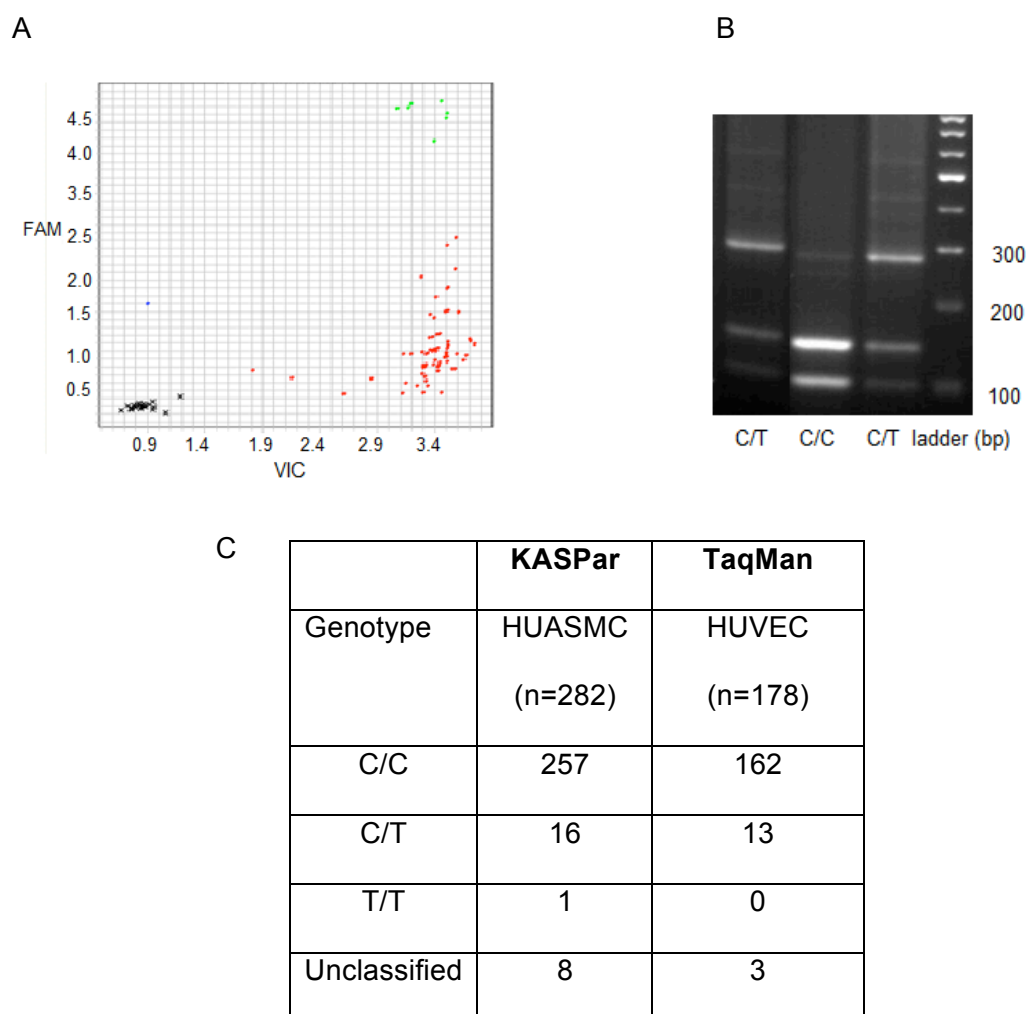 A
B
4.5
4.0
3.5
FAM 2.5
2.0
1.5
1.0
0.5
0.9 1.4 1.9 2.4 2.9 3.4
VIC
300
200
100
C/T C/C C/T ladder (bp)
C
KASPar TaqMan
Genotype HUASMC HUVEC
(n=282) (n=178)
C/C 257 162
C/T 16 13
T/T 1 0
Unclassified 8 3